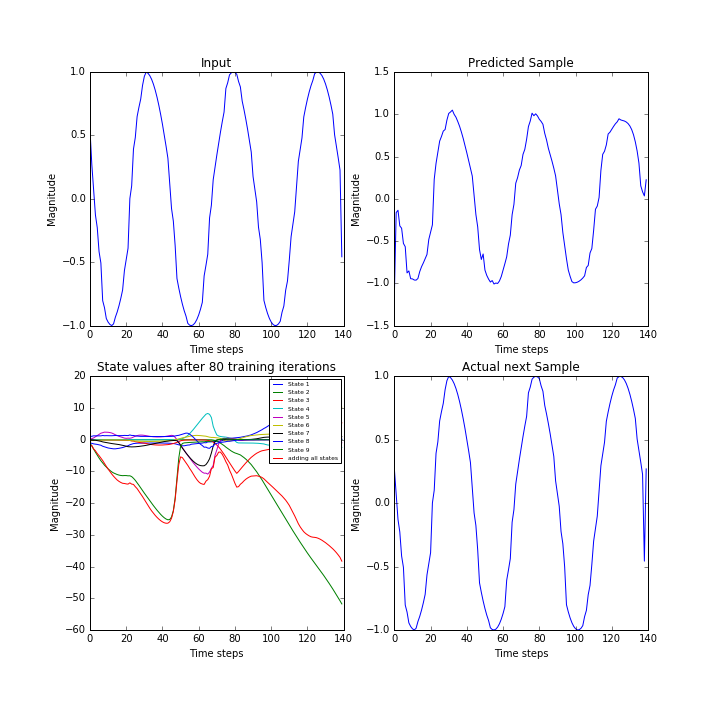 Input
Magnitude
1.0
0.5
0.0
−0.5
−1.0
0 20 40 60 80 100 120 140
Time steps
Predicted Sample
Magnitude
1.5
1.0
0.5
0.0
−0.5
−1.0
−1.5
0 20 40 60 80 100 120 140
Time steps
State values after 80 training iterations
Magnitude
20
10
0
−10
−20
−30
−40
−50
−60
0 20 40 60 80 100 120 140
Time steps
State 1
State 2
State 3
State 4
State 5
State 6
State 7
State 8
State 9
adding all states
Actual next Sample
Magnitude
1.0
0.5
0.0
−0.5
−1.0
0 20 40 60 80 100 120 140
Time steps